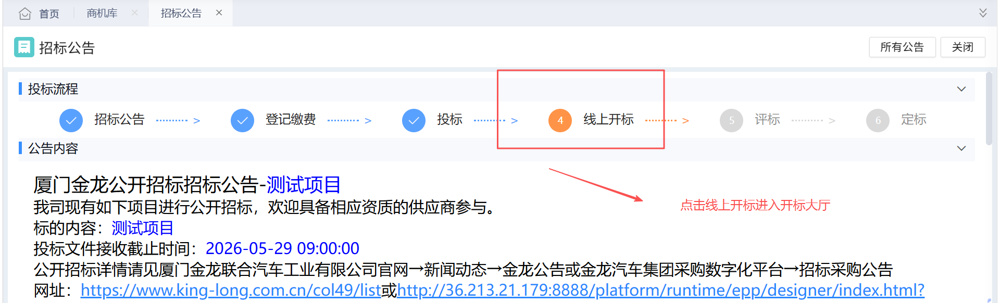 首页 商机库 × 招标公告 ×
招标公告 所有公告 关闭
投标流程
招标公告 > 登记缴费 > 投标 > 4 线上开标 > 5 评标 > 6 定标
公告内容
厦门金龙公开招标招标公告-测试项目
我司现有如下项目进行公开招标，欢迎具备相应资质的供应商参与。
点击线上开标进入开标大厅
标的内容：测试项目
投标文件接收截止时间：2026-05-29 09:00:00
公开招标详情请见厦门金龙联合汽车工业有限公司官网→新闻动态→金龙公告或金龙汽车集团采购数字化平台→招标采购公告
网址：https://www.king-long.com.cn/col49/list或http://36.213.21.179:8888/platform/runtime/epp/designer/index.html?